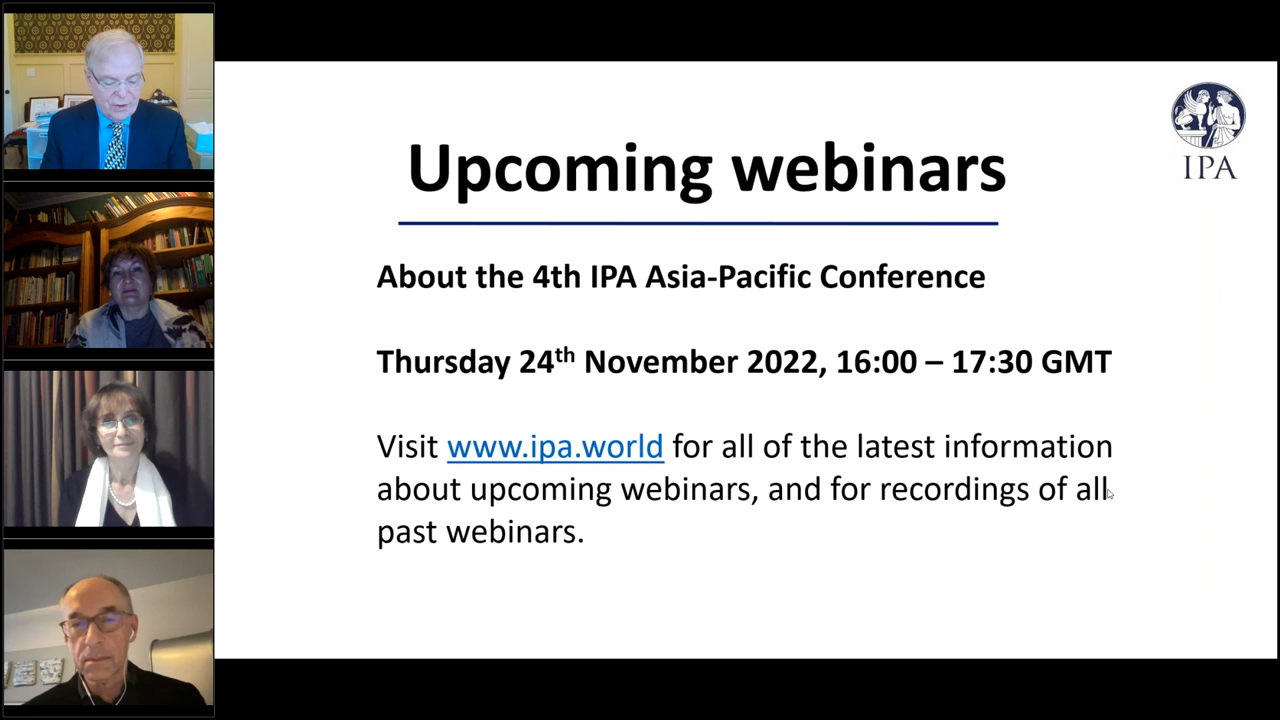 Upcoming webinars
IPA
About the 4th IPA Asia-Pacific Conference
Thursday 24th November 2022, 16:00 – 17:30 GMT
Visit www.ipa.world for all of the latest information
about upcoming webinars, and for recordings of all
past webinars.